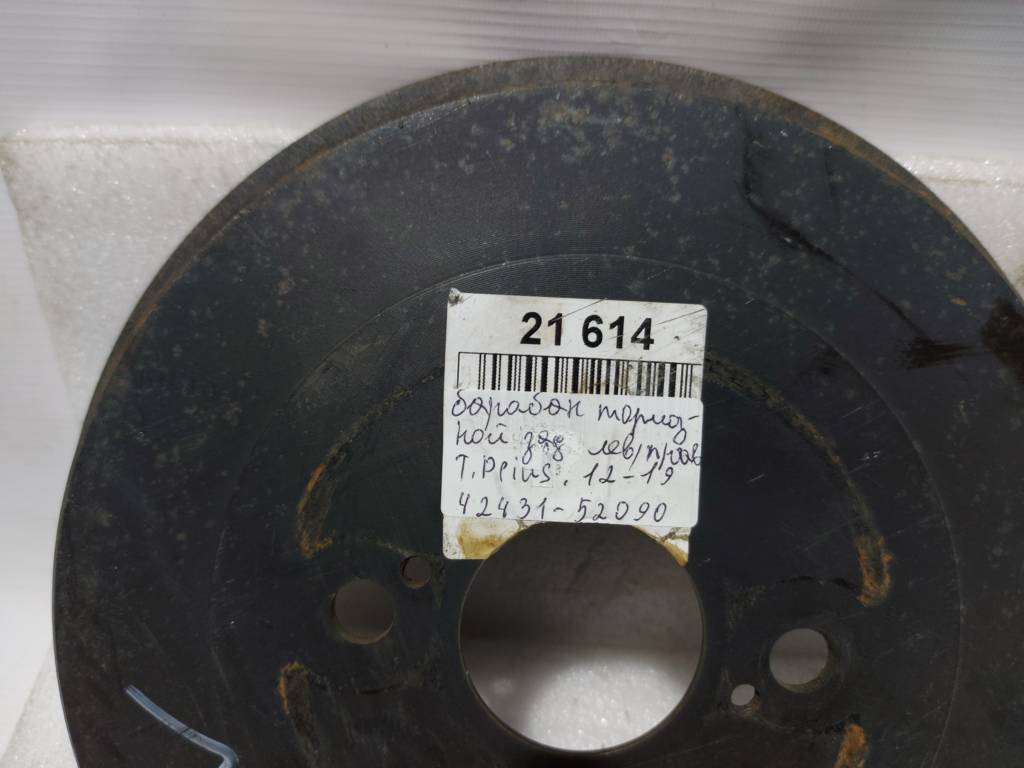 21 614
барабан тормоз-
ной зад лев/прав
T.Prius. 12-19
42431-52090